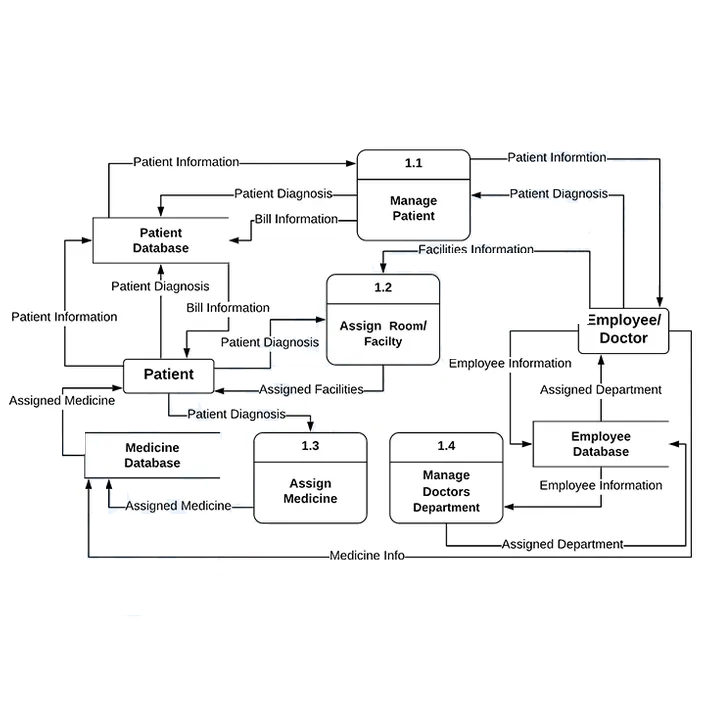 Patient Information
1.1
Patient Informtion
Patient Diagnosis
Manage
Patient
Patient Diagnosis
Bill Information
Patient
Database
Facilities Information
1.2
Patient Diagnosis
Bill Information
Patient Information
Assign Room/
Facilty
Employee/
Doctor
Patient Diagnosis
Employee Information
Patient
Assigned Facilities
Assigned Department
Assigned Medicine
Patient Diagnosis
Medicine
Database
1.3
1.4
Employee
Database
Assign
Medicine
Manage
Doctors
Department
Employee Information
Assigned Medicine
Assigned Department
Medicine Info